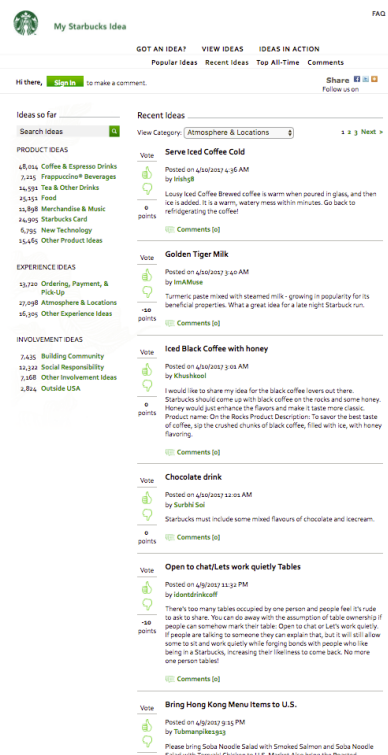 FAQ
My Starbucks Idea
GOT AN IDEA? VIEW IDEAS IDEAS IN ACTION
Popular Ideas Recent Ideas Top All-Time Comments
Hi there, Sign In to make a comment.
Share
Follow us on
Ideas so far
Search Ideas
PRODUCT IDEAS
48,014 Coffee & Espresso Drinks
7,215 Frappuccino® Beverages
14,591 Tea & Other Drinks
25,151 Food
11,898 Merchandise & Music
24,905 Starbucks Card
6,795 New Technology
15,465 Other Product Ideas
EXPERIENCE IDEAS
13,720 Ordering, Payment, &
Pick-Up
27,098 Atmosphere & Locations
16,305 Other Experience Ideas
INVOLVEMENT IDEAS
7,435 Building Community
12,322 Social Responsibility
7,168 Other Involvement Ideas
2,824 Outside USA
Recent Ideas
View Category: Atmosphere & Locations
1 2 3 Next >
Vote
0
points
Serve Iced Coffee Cold
Posted on 4/10/2017 4:36 AM
by Irish58
Lousy Iced Coffee Brewed coffee is warm when poured in glass, and then
ice is added. It is a warm, watery mess within minutes. Go back to
refridgerating the coffee!
Comments [0]
Vote
-10
points
Golden Tiger Milk
Posted on 4/10/2017 3:40 AM
by ImAMuse
Turmeric paste mixed with steamed milk - growing in popularity for its
beneficial properties. What a great idea for a late night Starbuck run.
Comments [0]
Vote
0
points
Iced Black Coffee with honey
Posted on 4/10/2017 3:01 AM
by Khushkool
I would like to share my idea for the black coffee lovers out there.
Starbucks should come up with black coffee on the rocks and some honey.
Honey would just enhance the flavors and make it taste more classic.
Product name: On the Rocks Product Description: To savor the best taste
of coffee, sip the crushed chunks of black coffee, filled with ice, with honey
flavoring.
Comments [0]
Vote
0
points
Chocolate drink
Posted on 4/10/2017 12:01 AM
by Surbhi Soi
Starbucks must include some mixed flavours of chocolate and icecream.
Comments [0]
Vote
-10
points
Open to chat/Lets work quietly Tables
Posted on 4/9/2017 11:32 PM
by idontdrinkcoff
There's too many tables occupied by one person and people feel it's rude
to ask to share. You can do away with the assumption of table ownership if
people can somehow mark their table: Open to chat or Let's work quietly.
If people are talking to someone they can explain that, but it will still allow
some to sit and work quietly while forging bonds with people who like
being in a Starbucks, increasing their likeliness to come back. No more
one person tables!
Comments [0]
Vote
points
Bring Hong Kong Menu Items to U.S.
Posted on 4/9/2017 9:15 PM
by Tubmanpike1913
Please bring Soba Noodle Salad with Smoked Salmon and Soba Noodle